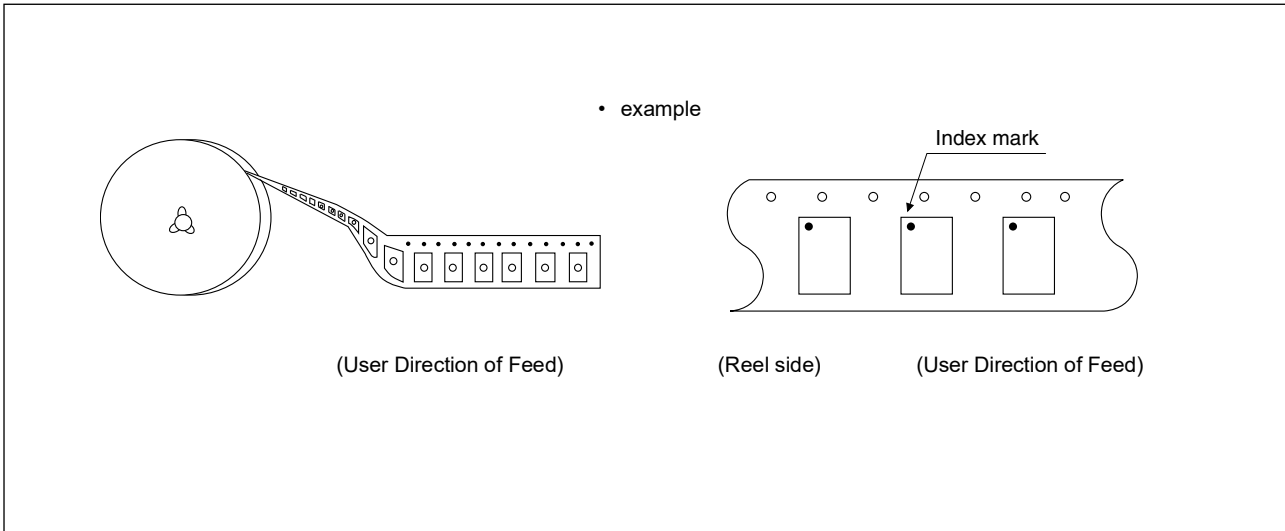 • example
Index mark
(User Direction of Feed)
(Reel side)
(User Direction of Feed)